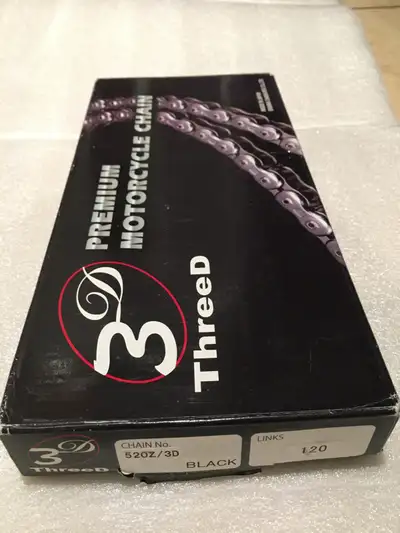 PREMIUM
MOTORCYCLE CHAIN
3D
ThreeD
3D
ThreeD
CHAIN No.
520Z/3D
BLACK
LINKS
120